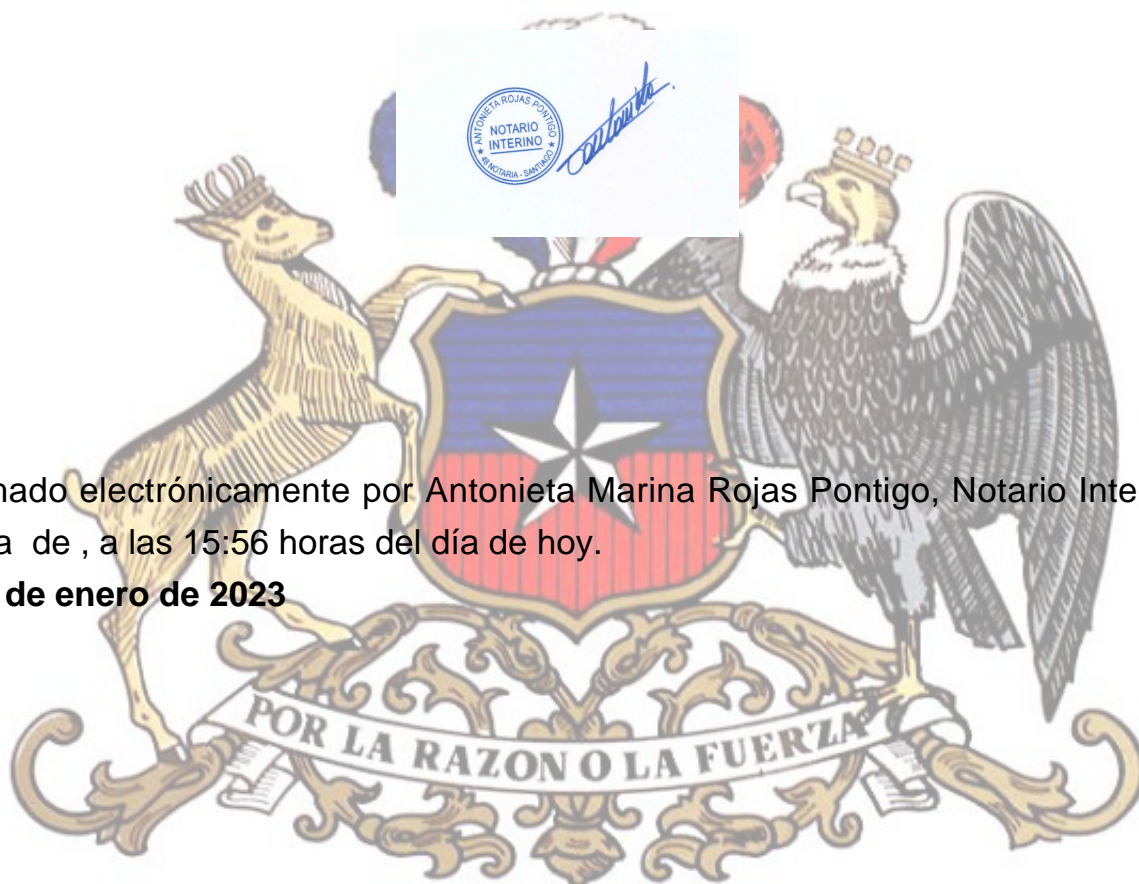 ANTONIETA ROJAS PONTIGO
NOTARIO
INTERINO
48 NOTARIA - SANTIAGO
nado electrónicamente por Antonieta Marina Rojas Pontigo, Notario Inte
a de , a las 15:56 horas del día de hoy.
de enero de 2023
POR LA RAZON O LA FUERZA